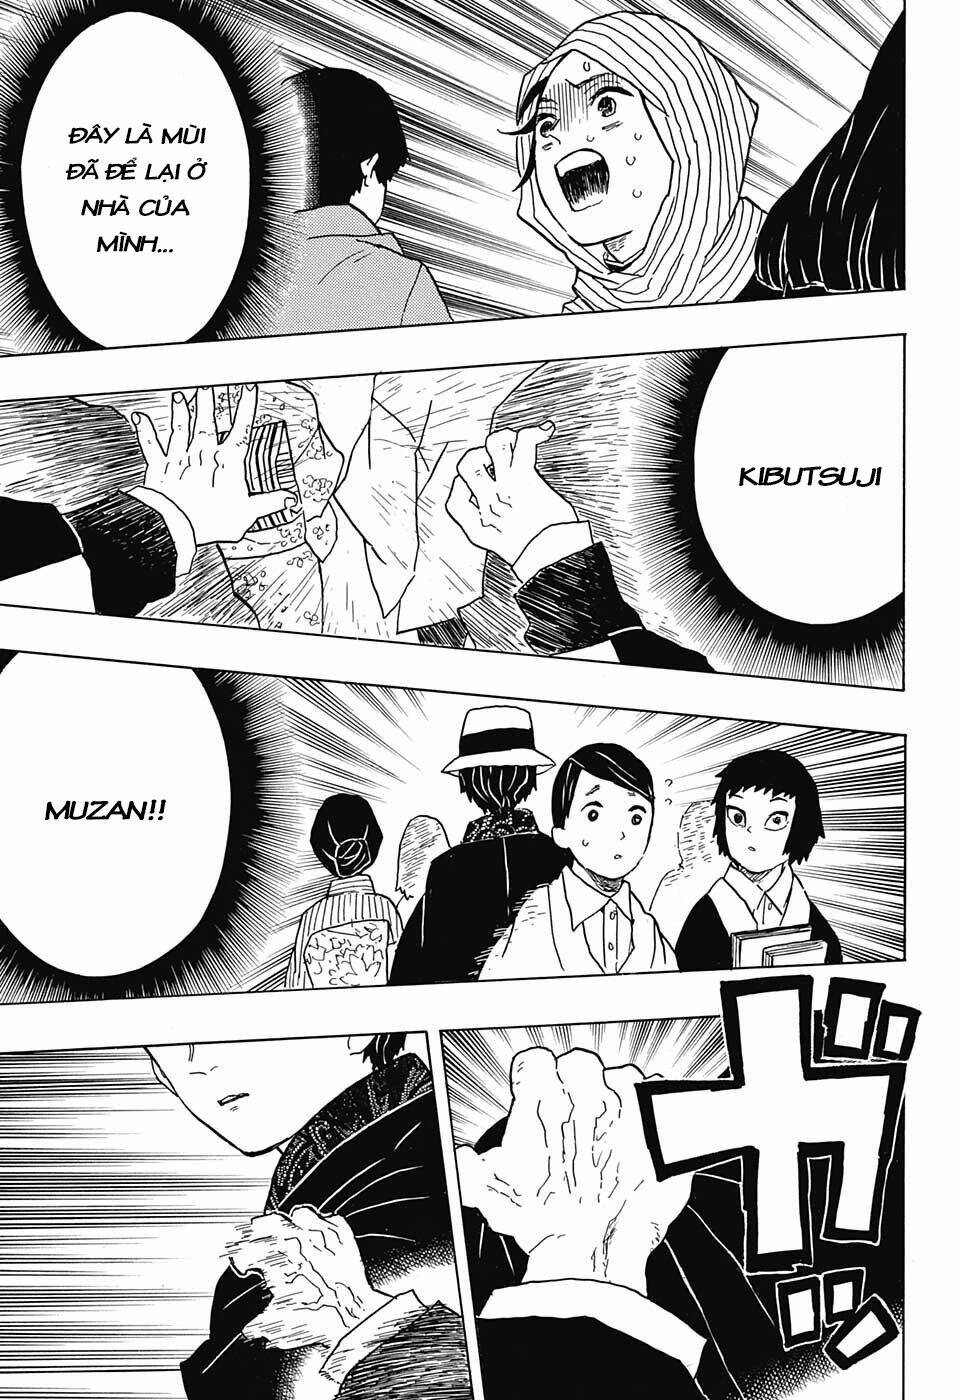 ĐÂY LÀ MÙI
ĐÃ ĐỂ LẠI Ở
NHÀ CỦA
MÌNH...
KIBUTSUJI
MUZAN!!
ガッ